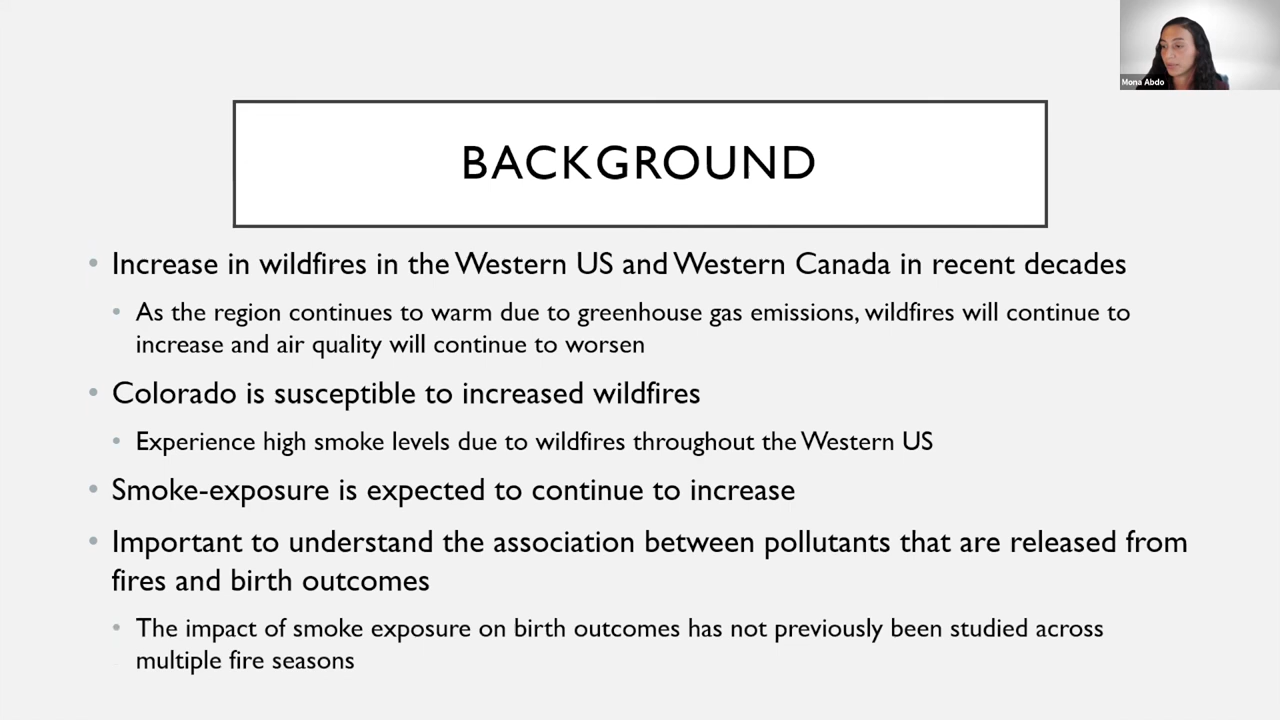 Mona Abdo
BACKGROUND
• Increase in wildfires in the Western US and Western Canada in recent decades
• As the region continues to warm due to greenhouse gas emissions, wildfires will continue to
increase and air quality will continue to worsen
• Colorado is susceptible to increased wildfires
• Experience high smoke levels due to wildfires throughout the Western US
• Smoke-exposure is expected to continue to increase
• Important to understand the association between pollutants that are released from
fires and birth outcomes
• The impact of smoke exposure on birth outcomes has not previously been studied across
multiple fire seasons